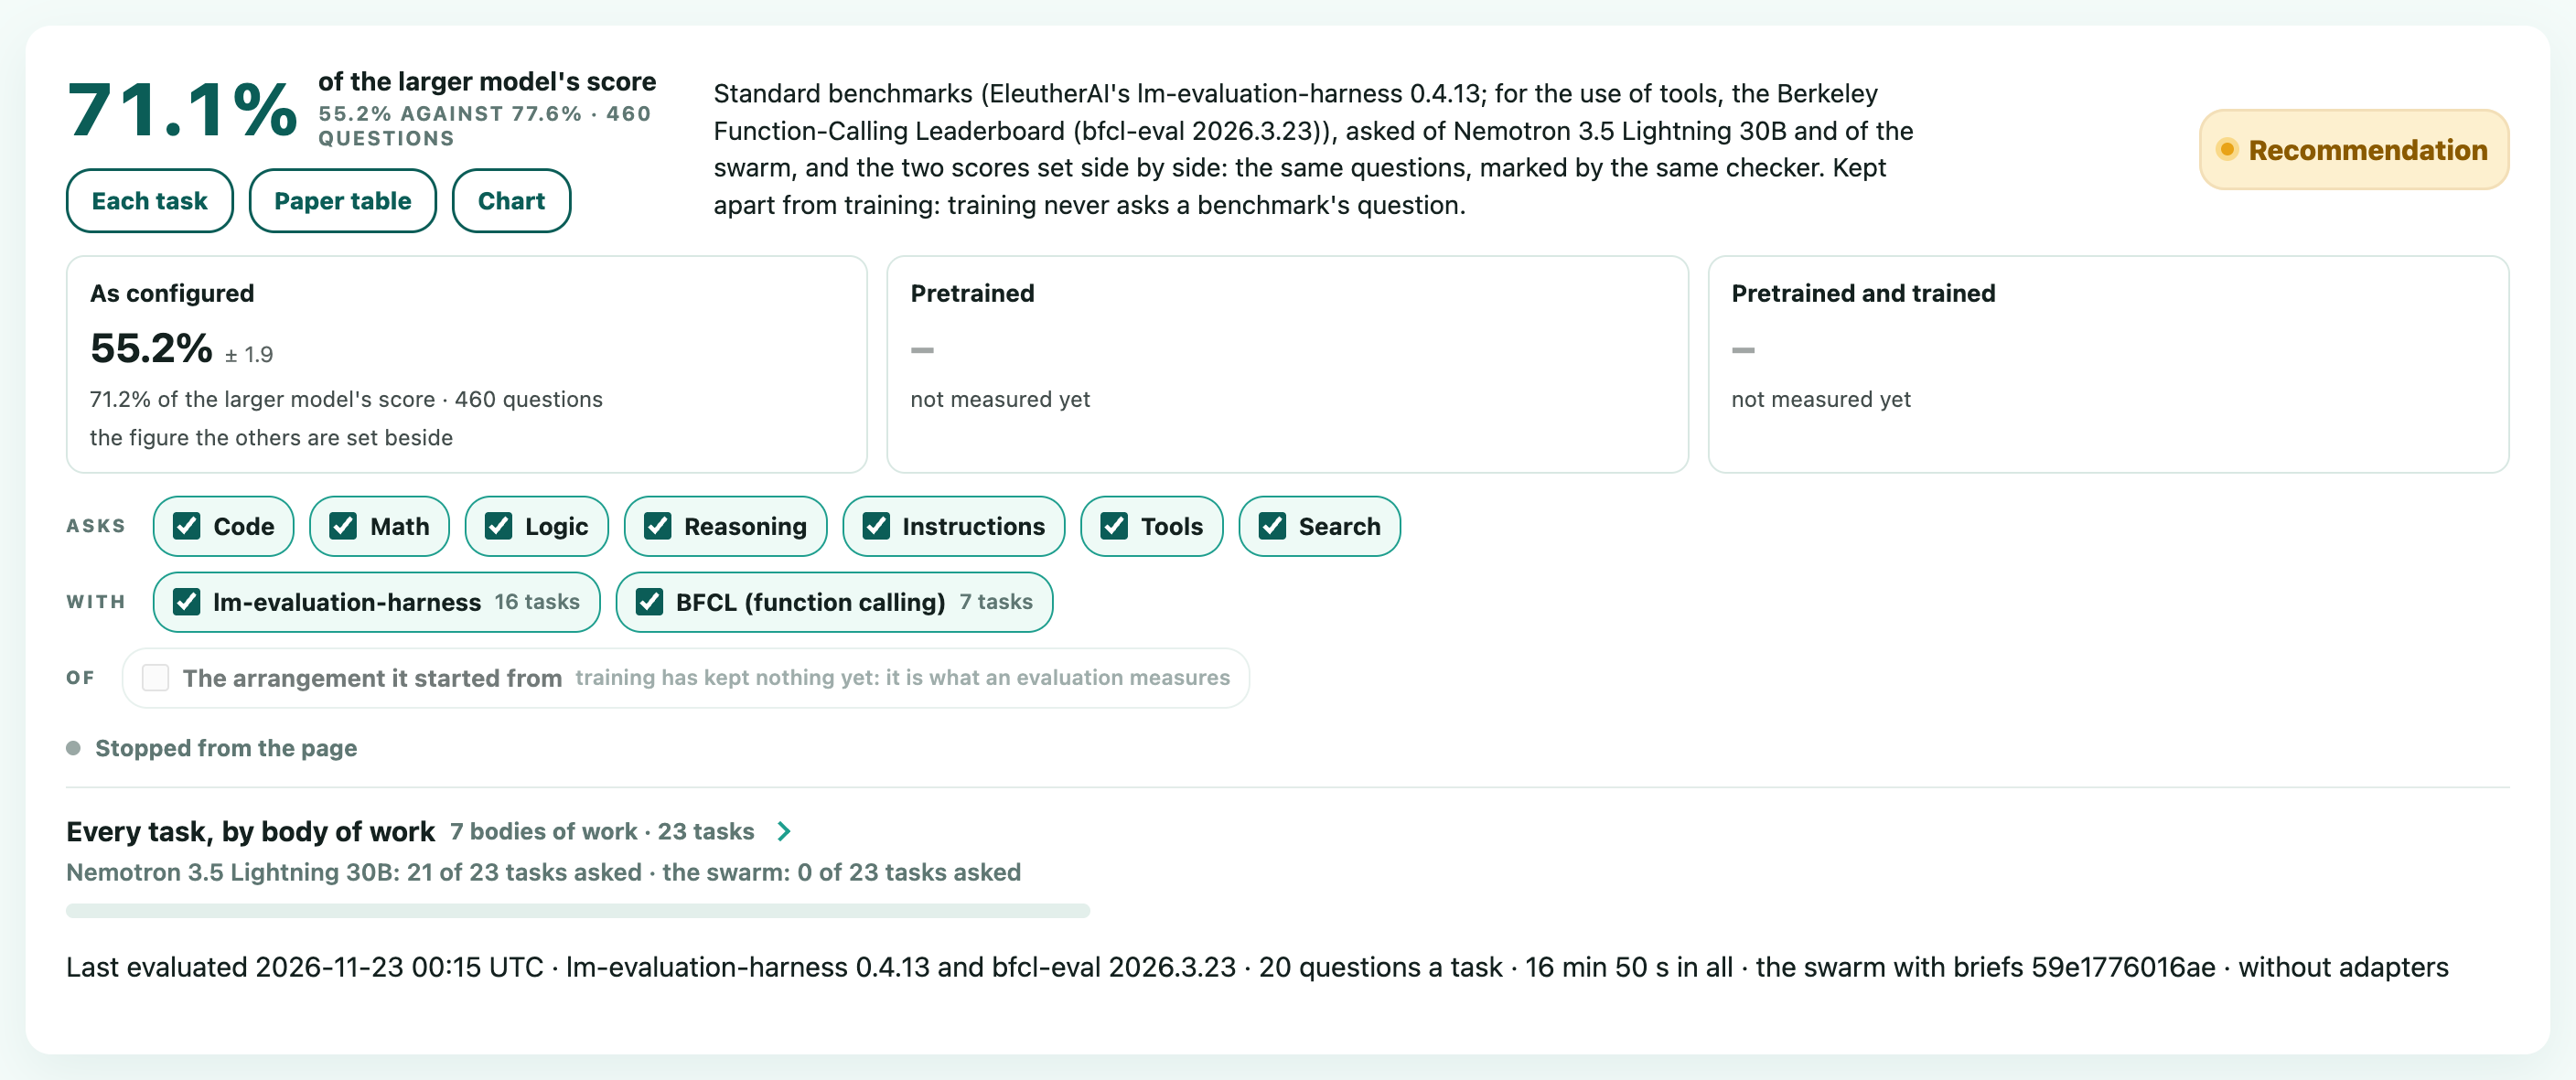 71.1%
of the larger model's score
55.2% AGAINST 77.6% · 460
QUESTIONS
Each task
Paper table
Chart
Standard benchmarks (EleutherAI's lm-evaluation-harness 0.4.13; for the use of tools, the Berkeley
Function-Calling Leaderboard (bfcl-eval 2026.3.23)), asked of Nemotron 3.5 Lightning 30B and of the
swarm, and the two scores set side by side: the same questions, marked by the same checker. Kept
apart from training: training never asks a benchmark's question.
Recommendation
As configured
55.2% ± 1.9
71.2% of the larger model's score · 460 questions
the figure the others are set beside
Pretrained
—
not measured yet
Pretrained and trained
—
not measured yet
ASKS Code Math Logic Reasoning Instructions Tools Search
WITH lm-evaluation-harness 16 tasks BFCL (function calling) 7 tasks
OF The arrangement it started from training has kept nothing yet: it is what an evaluation measures
Stopped from the page
Every task, by body of work 7 bodies of work · 23 tasks
Nemotron 3.5 Lightning 30B: 21 of 23 tasks asked · the swarm: 0 of 23 tasks asked
Last evaluated 2026-11-23 00:15 UTC · lm-evaluation-harness 0.4.13 and bfcl-eval 2026.3.23 · 20 questions a task · 16 min 50 s in all · the swarm with briefs 59e1776016ae · without adapters